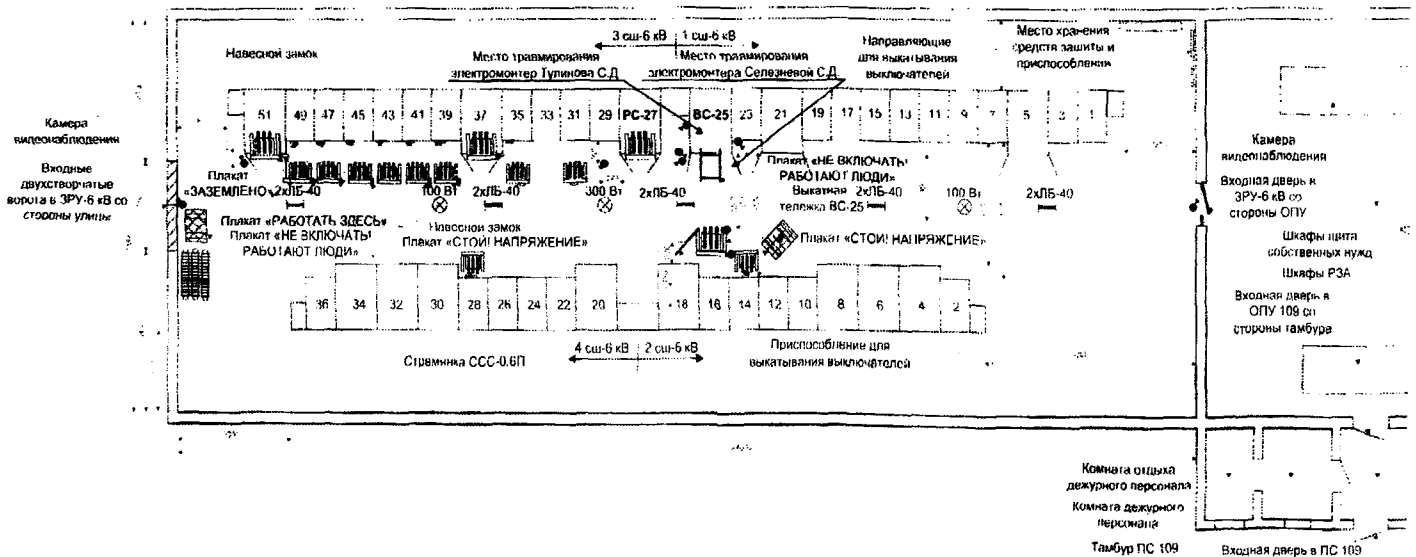 3 сш-6 кВ 1 сш-6 кВ
Навесной замок
Место травмирования
электромонтер Тулинова С.Д.
Место травмирования
электромонтера Селезневой С.Д.
Направляющие
для выкатывания
выключателей
Место хранения
средств защиты и
приспособлении
51 49 47 45 43 41 39 37 35 33 31 29 РС-27 ВС-25 23 21 19 17 15 13 11 9 7 5 3 1
Камера
видеонаблюдения
Входные
двухстворчатые
ворота в ЗРУ-6 кВ со
стороны улицы
Плакат
«ЗАЗЕМЛЕНО»
2хЛБ-40
100 Вт
2хЛБ-40
300 Вт
2хЛБ-40
Плакат «НЕ ВКЛЮЧАТЬ!
РАБОТАЮТ ЛЮДИ»
Выкатная
тележка ВС-25
2хЛБ-40
100 Вт
2хЛБ-40
Плакат «РАБОТАТЬ ЗДЕСЬ»
Плакат «НЕ ВКЛЮЧАТЬ!
РАБОТАЮТ ЛЮДИ»
Навесной замок
Плакат «СТОЙ! НАПРЯЖЕНИЕ»
Плакат «СТОЙ! НАПРЯЖЕНИЕ»
Камера
видеонаблюдения
Входная дверь в
ЗРУ-6 кВ со
стороны ОПУ
Шкафы щита
собственных нужд
Шкафы РЗА
Входная дверь в
ОПУ 109 со
стороны тамбура
36 34 32 30 28 26 24 22 20 18 16 14 12 10 8 6 4 2
4 сш-6 кВ 2 сш-6 кВ
Стремянка ССС-0.6П
Приспособление для
выкатывания выключателей
Комната отдыха
дежурного персонала
Комната дежурного
персонала
Тамбур ПС 109
Входная дверь в ПС 109